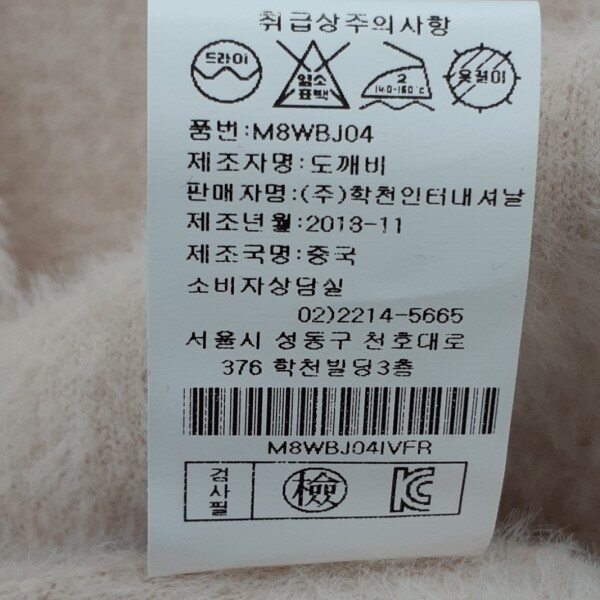 취급상주의사항
드라이 염소 표백 2 140-160℃ 옷걸이
품번:M8WBJ04
제조자명:도깨비
판매자명:(주)학천인터내셔날
제조년월:2013-11
제조국명:중국
소비자상담실
02)2214-5665
서울시 성동구 천호대로
376 학천빌딩3층
M8WBJ04IVFR
검사필 檢 KC